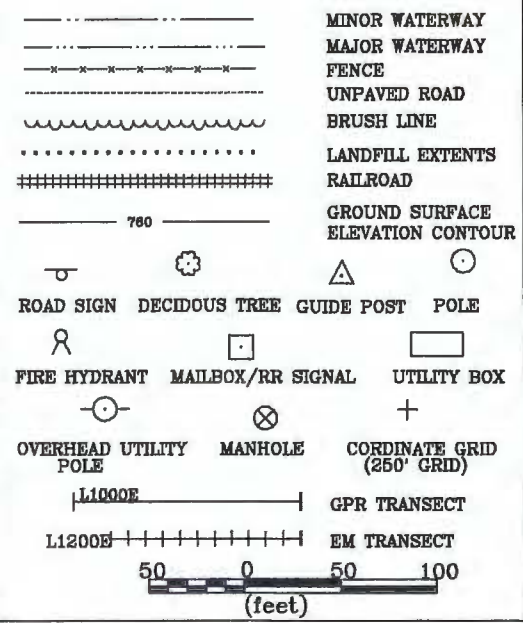 MINOR WATERWAY
MAJOR WATERWAY
FENCE
UNPAVED ROAD
BRUSH LINE
LANDFILL EXTENTS
RAILROAD
760 GROUND SURFACE
ELEVATION CONTOUR
ROAD SIGN DECIDOUS TREE GUIDE POST POLE
FIRE HYDRANT MAILBOX/RR SIGNAL UTILITY BOX
OVERHEAD UTILITY MANHOLE CORDINATE GRID
POLE (250' GRID)
L1000E GPR TRANSECT
L1200E EM TRANSECT
50 0 50 100
(feet)